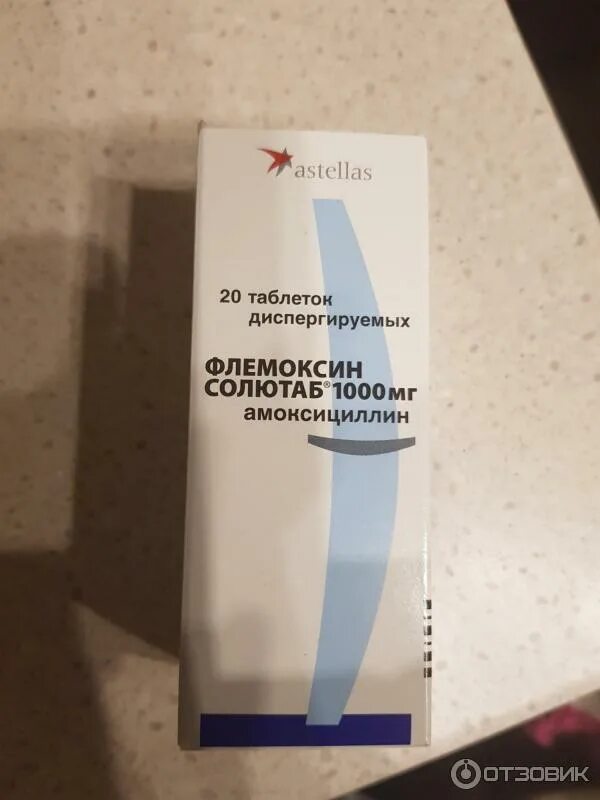 astellas
20 таблеток
диспергируемых
ФЛЕМОКСИН
СОЛЮТАБ® 1000 мг
амоксициллин
ОТЗОВИК